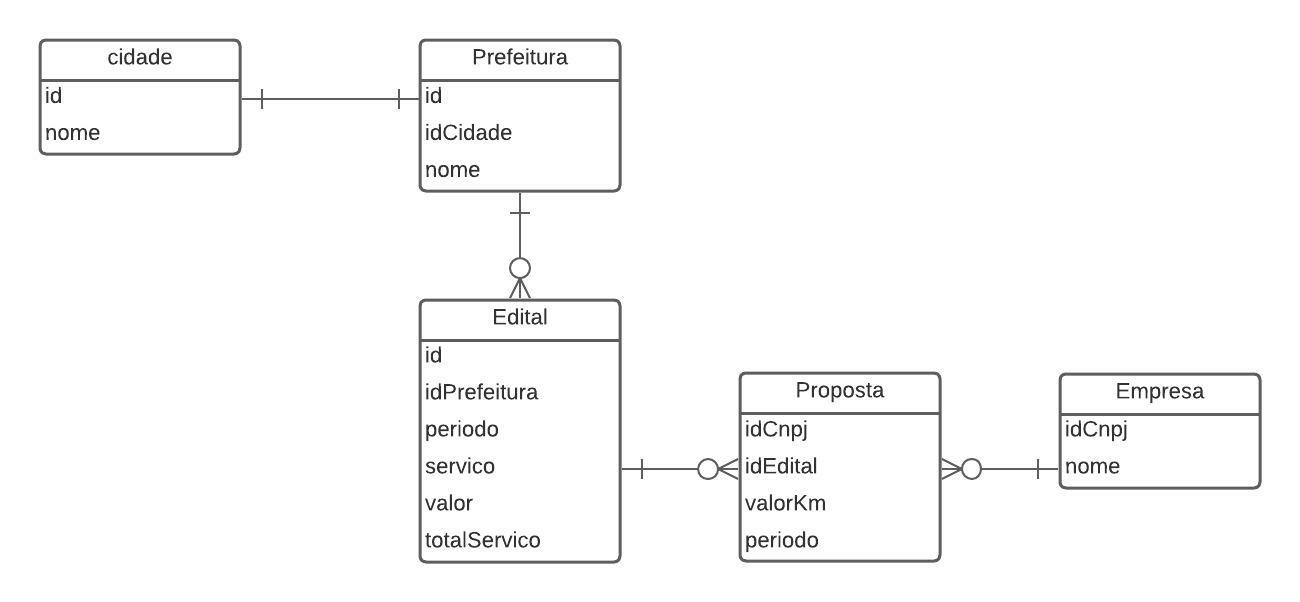 cidade
id
nome
Prefeitura
id
idCidade
nome
Edital
id
idPrefeitura
periodo
servico
valor
totalServico
Proposta
idCnpj
idEdital
valorKm
periodo
Empresa
idCnpj
nome